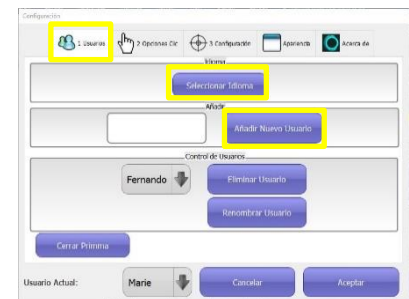 Configuración
1 Usuarios 2 Opciones Clic 3 Configuración Apariencia Acerca de
Idioma
Seleccionar Idioma
Añadir
Añadir Nuevo Usuario
Control de Usuarios
Fernando Eliminar Usuario
Renombrar Usuario
Cerrar Primma
Usuario Actual: Marie Cancelar Aceptar